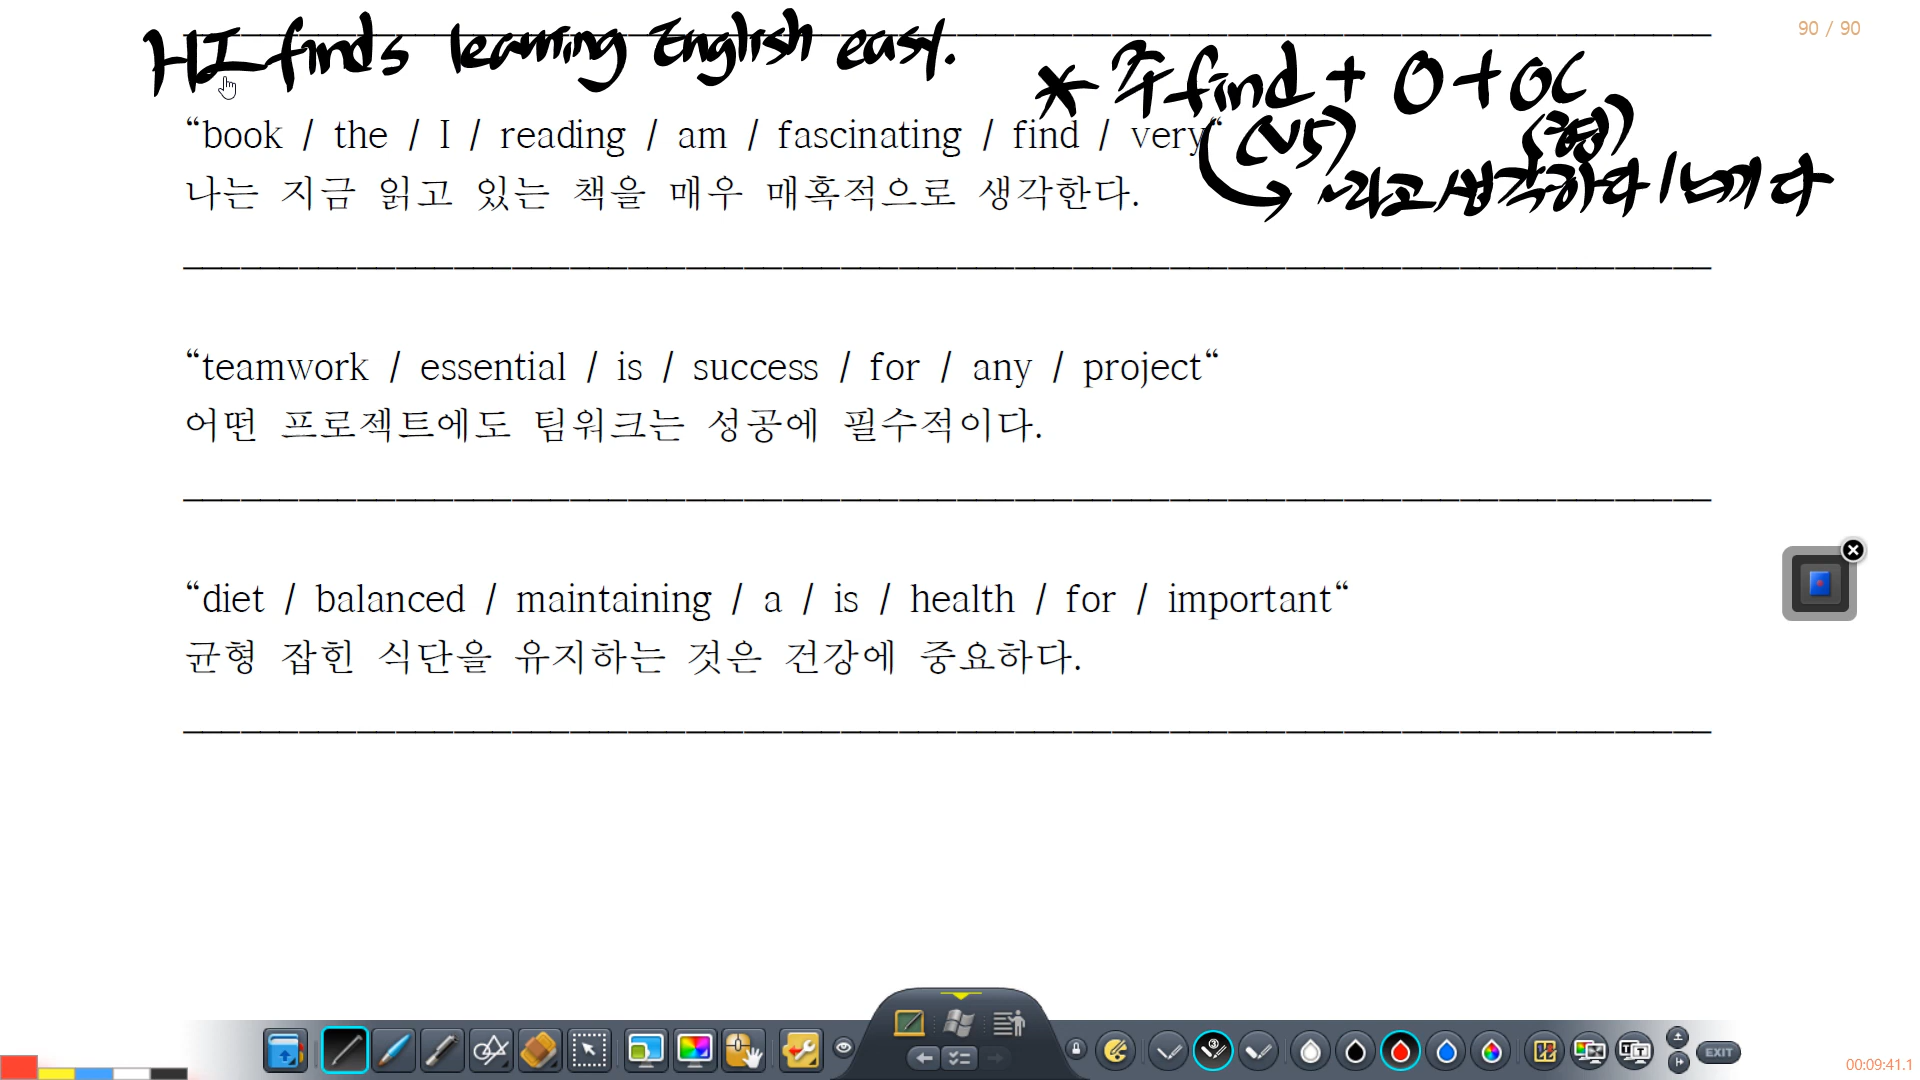 HI finds learning English easy.
90 / 90
* 주 find + O + OC
(V5) (형)
~라고 생각하다 / 느끼다
“book / the / I / reading / am / fascinating / find / very“
나는 지금 읽고 있는 책을 매우 매혹적으로 생각한다.
“teamwork / essential / is / success / for / any / project“
어떤 프로젝트에도 팀워크는 성공에 필수적이다.
“diet / balanced / maintaining / a / is / health / for / important“
균형 잡힌 식단을 유지하는 것은 건강에 중요하다.
EXIT
00:09:41.1